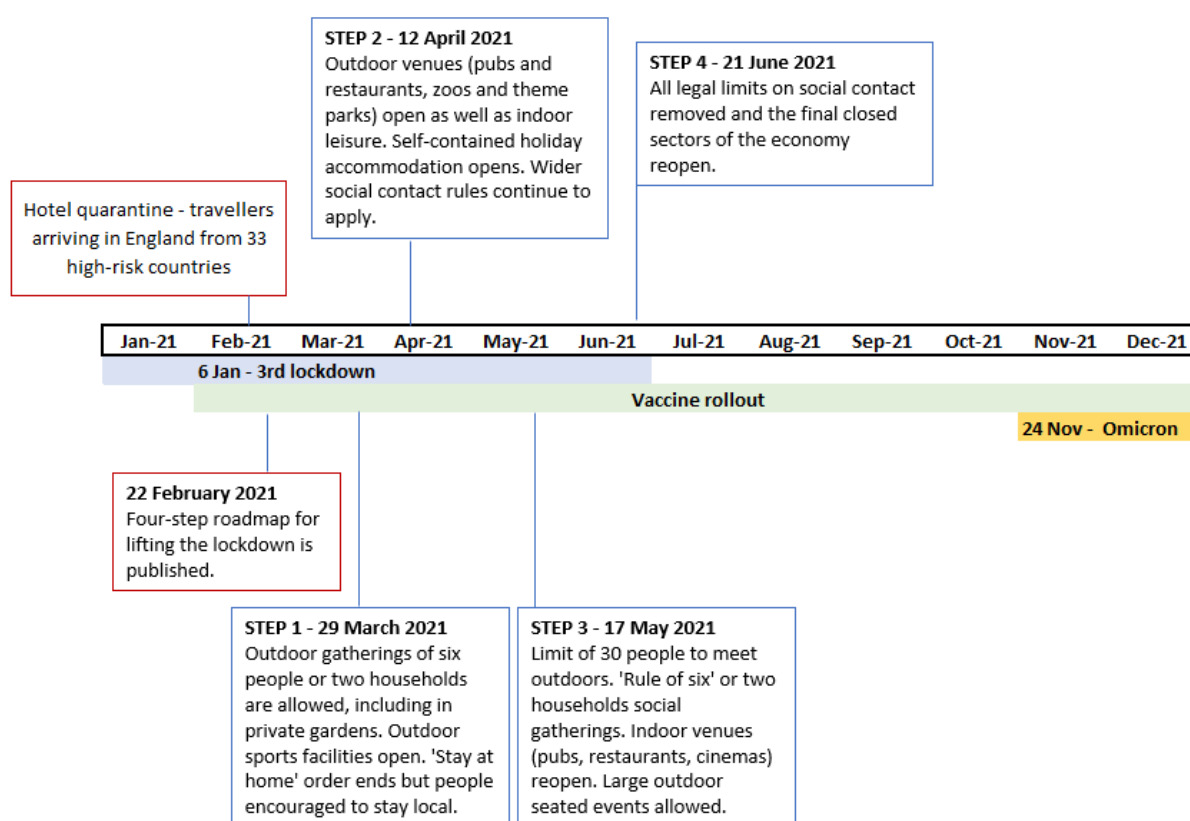 STEP 2 - 12 April 2021
Outdoor venues (pubs and
restaurants, zoos and theme
parks) open as well as indoor
leisure. Self-contained holiday
accommodation opens. Wider
social contact rules continue to
apply.
STEP 4 - 21 June 2021
All legal limits on social contact
removed and the final closed
sectors of the economy
reopen.
Hotel quarantine - travellers
arriving in England from 33
high-risk countries
Jan-21 Feb-21 Mar-21 Apr-21 May-21 Jun-21 Jul-21 Aug-21 Sep-21 Oct-21 Nov-21 Dec-21
6 Jan - 3rd lockdown
Vaccine rollout
24 Nov - Omicron
22 February 2021
Four-step roadmap for
lifting the lockdown is
published.
STEP 1 - 29 March 2021
Outdoor gatherings of six
people or two households
are allowed, including in
private gardens. Outdoor
sports facilities open. 'Stay at
home' order ends but people
encouraged to stay local.
STEP 3 - 17 May 2021
Limit of 30 people to meet
outdoors. 'Rule of six' or two
households social
gatherings. Indoor venues
(pubs, restaurants, cinemas)
reopen. Large outdoor
seated events allowed.